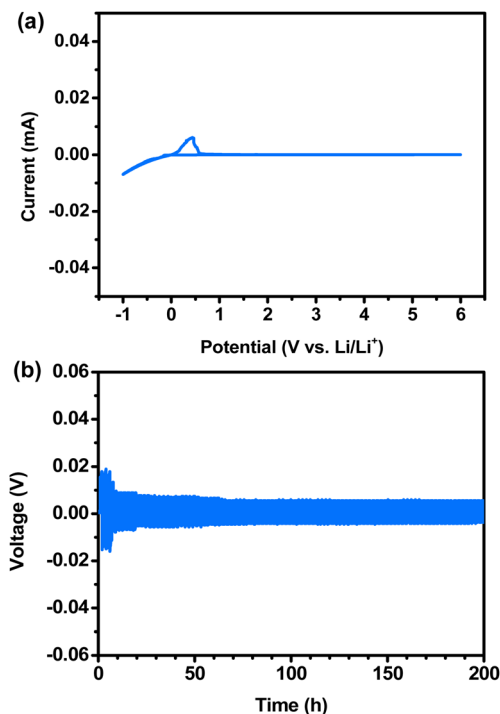 (a)
0.04
0.02
0.00
-0.02
-0.04
Current (mA)
-1 0 1 2 3 4 5 6
Potential (V vs. Li/Li⁺)
(b)
0.06
0.04
0.02
0.00
-0.02
-0.04
-0.06
Voltage (V)
0 50 100 150 200
Time (h)